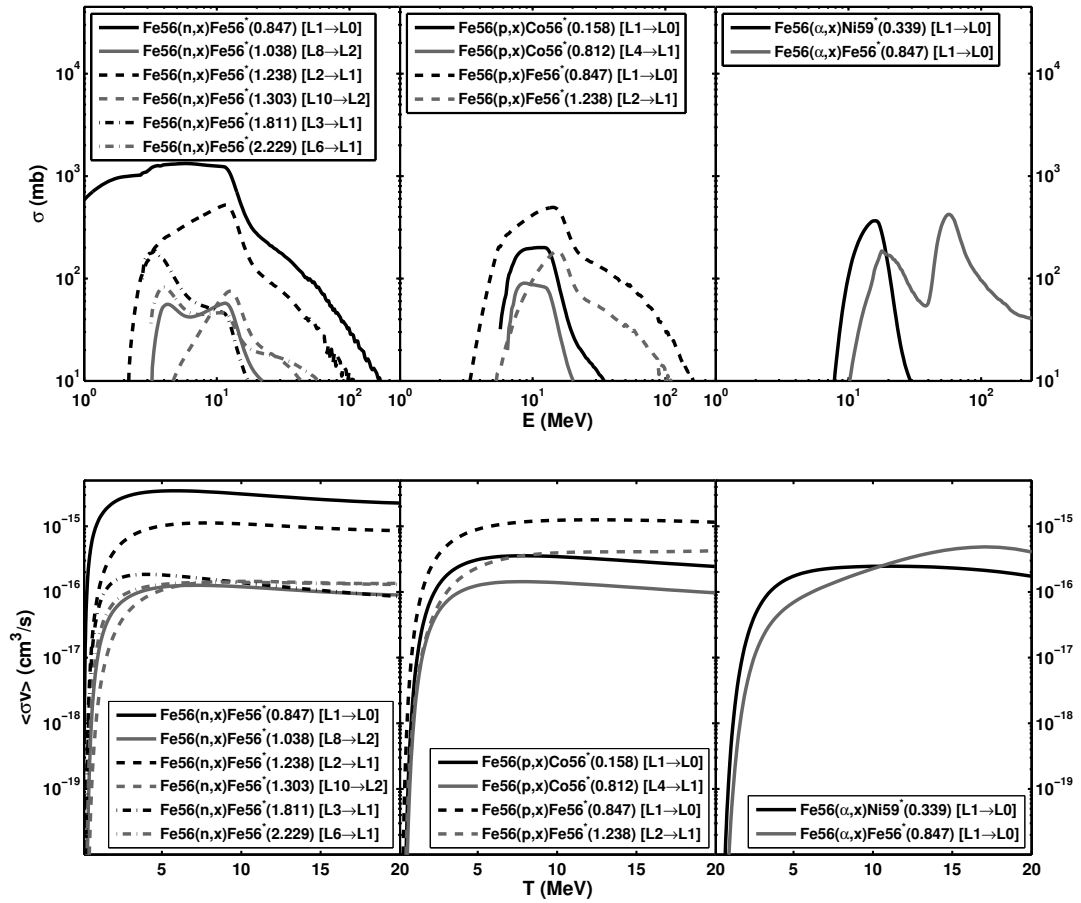 Fe56(n,x)Fe56*(0.847) [L1→L0]
Fe56(n,x)Fe56*(1.038) [L8→L2]
Fe56(n,x)Fe56*(1.238) [L2→L1]
Fe56(n,x)Fe56*(1.303) [L10→L2]
Fe56(n,x)Fe56*(1.811) [L3→L1]
Fe56(n,x)Fe56*(2.229) [L6→L1]
Fe56(p,x)Co56*(0.158) [L1→L0]
Fe56(p,x)Co56*(0.812) [L4→L1]
Fe56(p,x)Fe56*(0.847) [L1→L0]
Fe56(p,x)Fe56*(1.238) [L2→L1]
Fe56(α,x)Ni59*(0.339) [L1→L0]
Fe56(α,x)Fe56*(0.847) [L1→L0]
10^4
10^3
10^2
10^1
σ (mb)
10^4
10^3
10^2
10^1
10^0 10^1 10^2 10^0 10^1 10^2 10^0 10^1 10^2
E (MeV)
10^−15
10^−16
10^−17
10^−18
10^−19
<σv> (cm^3/s)
10^−15
10^−16
10^−17
10^−18
10^−19
Fe56(n,x)Fe56*(0.847) [L1→L0]
Fe56(n,x)Fe56*(1.038) [L8→L2]
Fe56(n,x)Fe56*(1.238) [L2→L1]
Fe56(n,x)Fe56*(1.303) [L10→L2]
Fe56(n,x)Fe56*(1.811) [L3→L1]
Fe56(n,x)Fe56*(2.229) [L6→L1]
Fe56(p,x)Co56*(0.158) [L1→L0]
Fe56(p,x)Co56*(0.812) [L4→L1]
Fe56(p,x)Fe56*(0.847) [L1→L0]
Fe56(p,x)Fe56*(1.238) [L2→L1]
Fe56(α,x)Ni59*(0.339) [L1→L0]
Fe56(α,x)Fe56*(0.847) [L1→L0]
5 10 15 20 5 10 15 20 5 10 15 20
T (MeV)